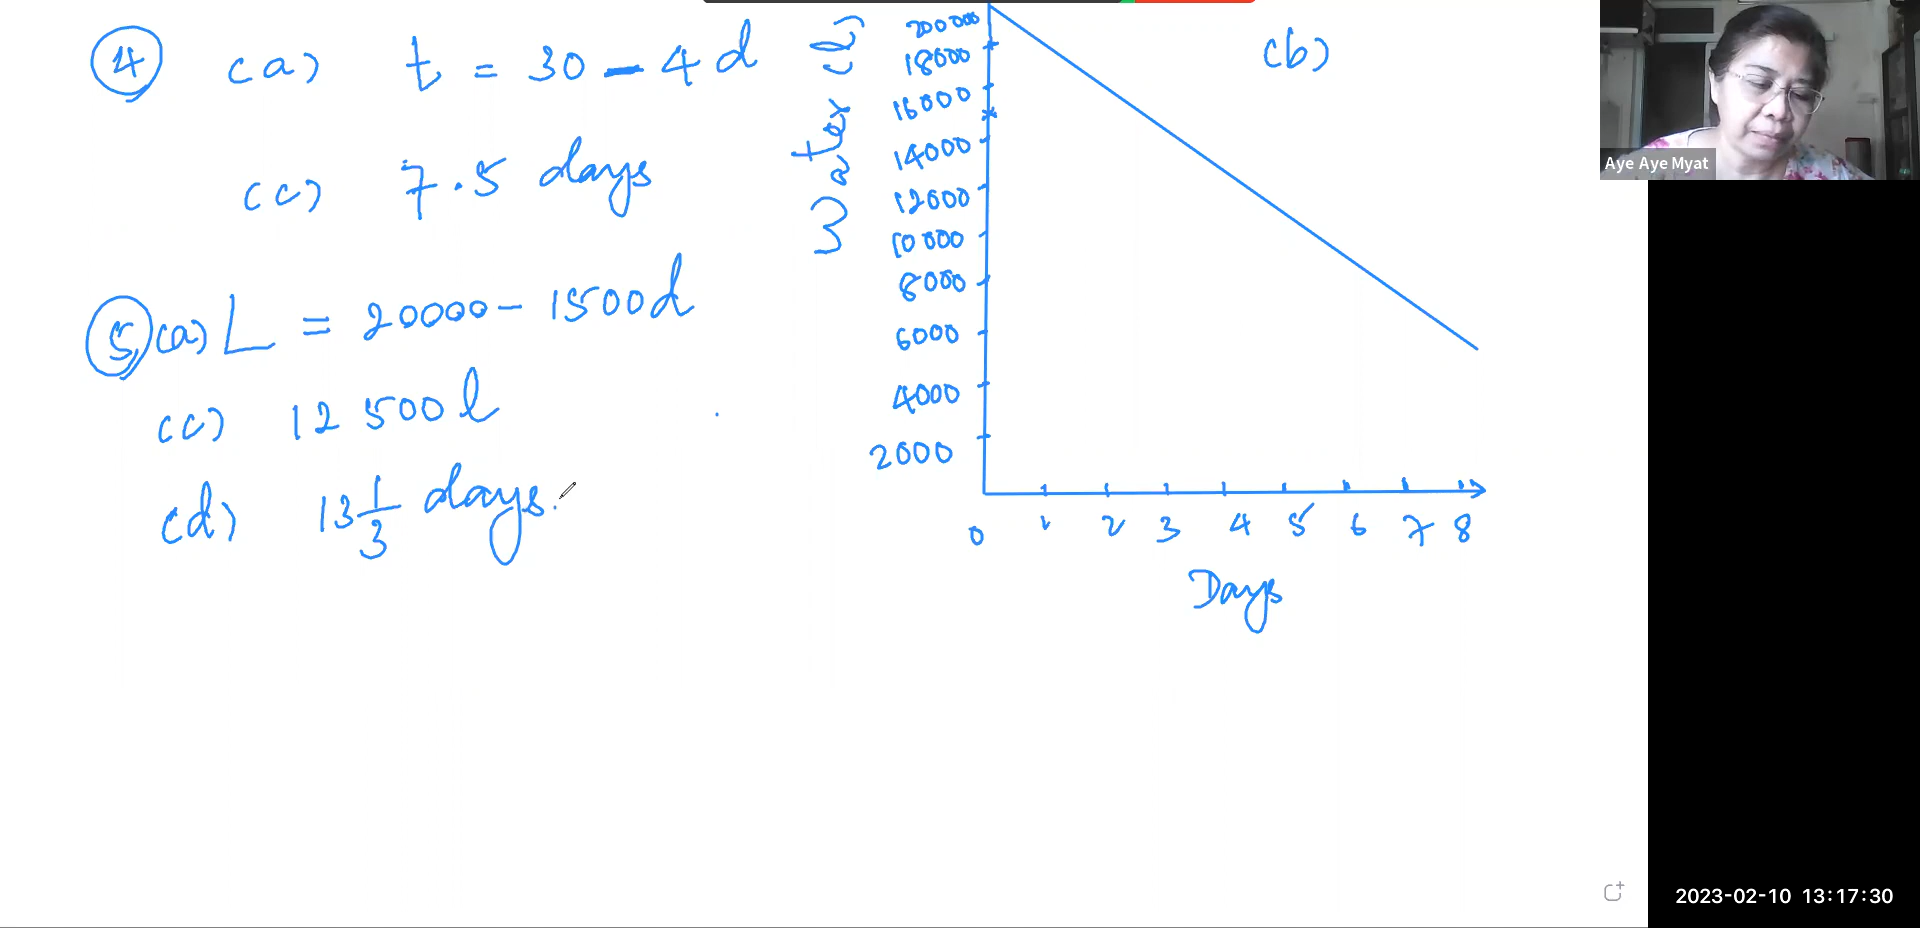 4 (a) t = 30 - 4d
(c) 7.5 days
5 (a) L = 20000 - 1500d
(c) 12 500 l
(d) 13 1/3 days.
(b)
Water (L)
200000
18000
16000
14000
12000
10000
8000
6000
4000
2000
0 1 2 3 4 5 6 7 8
Days
Aye Aye Myat
2023-02-10 13:17:30